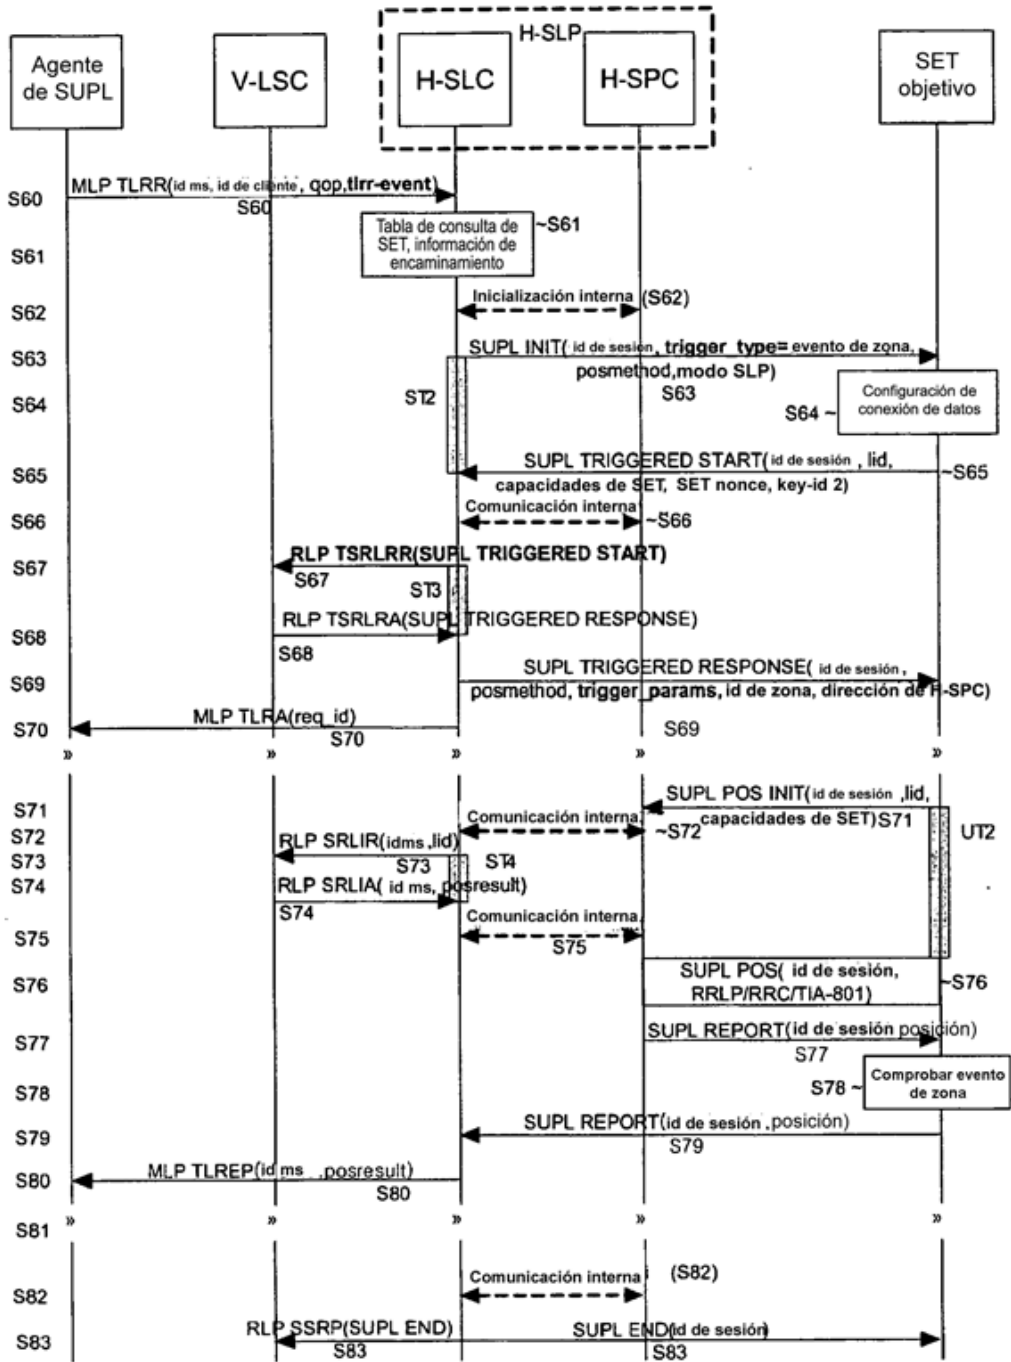 H-SLP
Agente
de SUPL
V-LSC
H-SLC
H-SPC
SET
objetivo
S60
MLP TLRR(id ms, id de cliente, qop,tlrr-event)
S60
S61
Tabla de consulta de
SET, información de
encaminamiento
~S61
S62
Inicialización interna (S62)
S63
SUPL INIT( id de sesión, trigger_type= evento de zona,
posmethod,modo SLP)
S63
S64
ST2
S64 ~
Configuración de
conexión de datos
S65
SUPL TRIGGERED START( id de sesión , lid,
capacidades de SET, SET nonce, key-id 2)
~S65
S66
Comunicación interna
~S66
S67
RLP TSRLRR(SUPL TRIGGERED START)
S67
ST3
S68
RLP TSRLRA(SUPL TRIGGERED RESPONSE)
S68
S69
SUPL TRIGGERED RESPONSE( id de sesión ,
posmethod, trigger_params, id de zona, dirección de H-SPC)
S69
S70
MLP TLRA(req_id)
S70
» » » » »
S71
SUPL POS INIT( id de sesión ,lid,
capacidades de SET)
S71
UT2
S72
Comunicación interna
~S72
S73
RLP SRLIR(idms ,lid)
S73
ST4
S74
RLP SRLIA( id ms, posresult)
S74
S75
Comunicación interna
S75
S76
SUPL POS( id de sesión,
RRLP/RRC/TIA-801)
~S76
S77
SUPL REPORT(id de sesión posición)
S77
S78
S78 ~
Comprobar evento
de zona
S79
SUPL REPORT(id de sesión ,posición)
S79
S80
MLP TLREP(id ms ,posresult)
S80
S81
» » » » »
S82
Comunicación interna
(S82)
S83
RLP SSRP(SUPL END)
S83
SUPL END(id de sesión)
S83